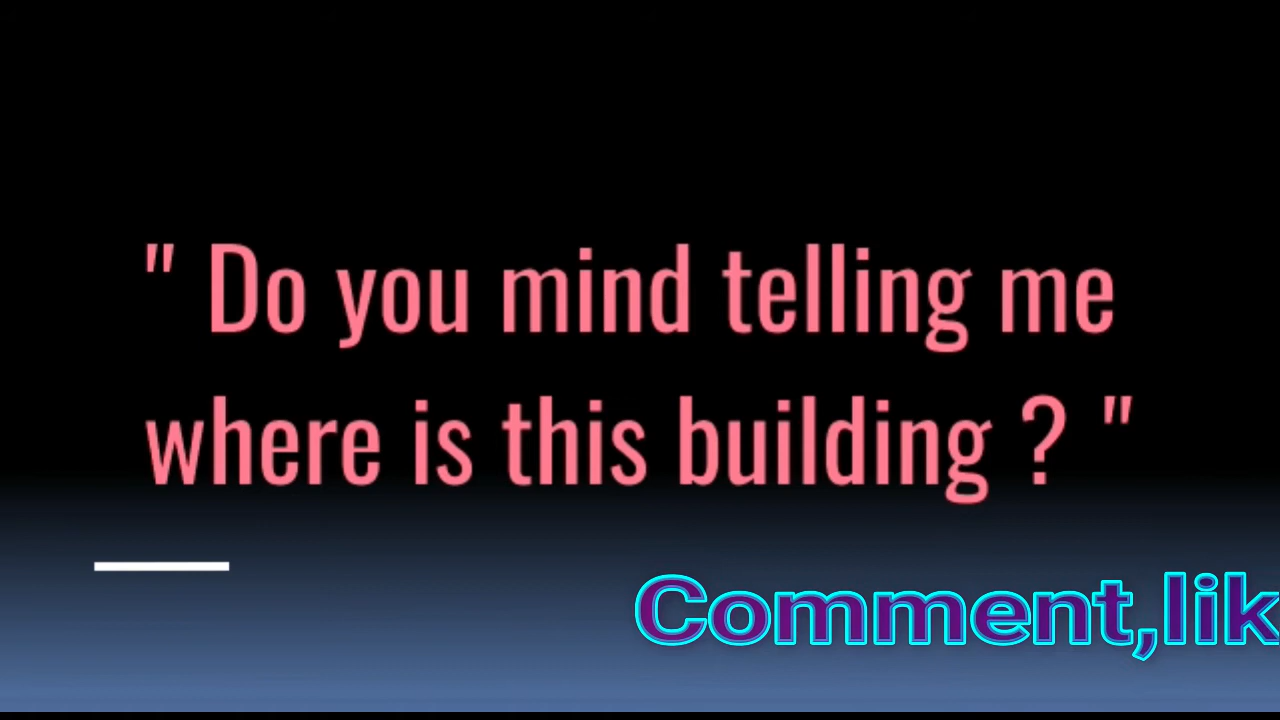 " Do you mind telling me
where is this building ? "
Comment,lik